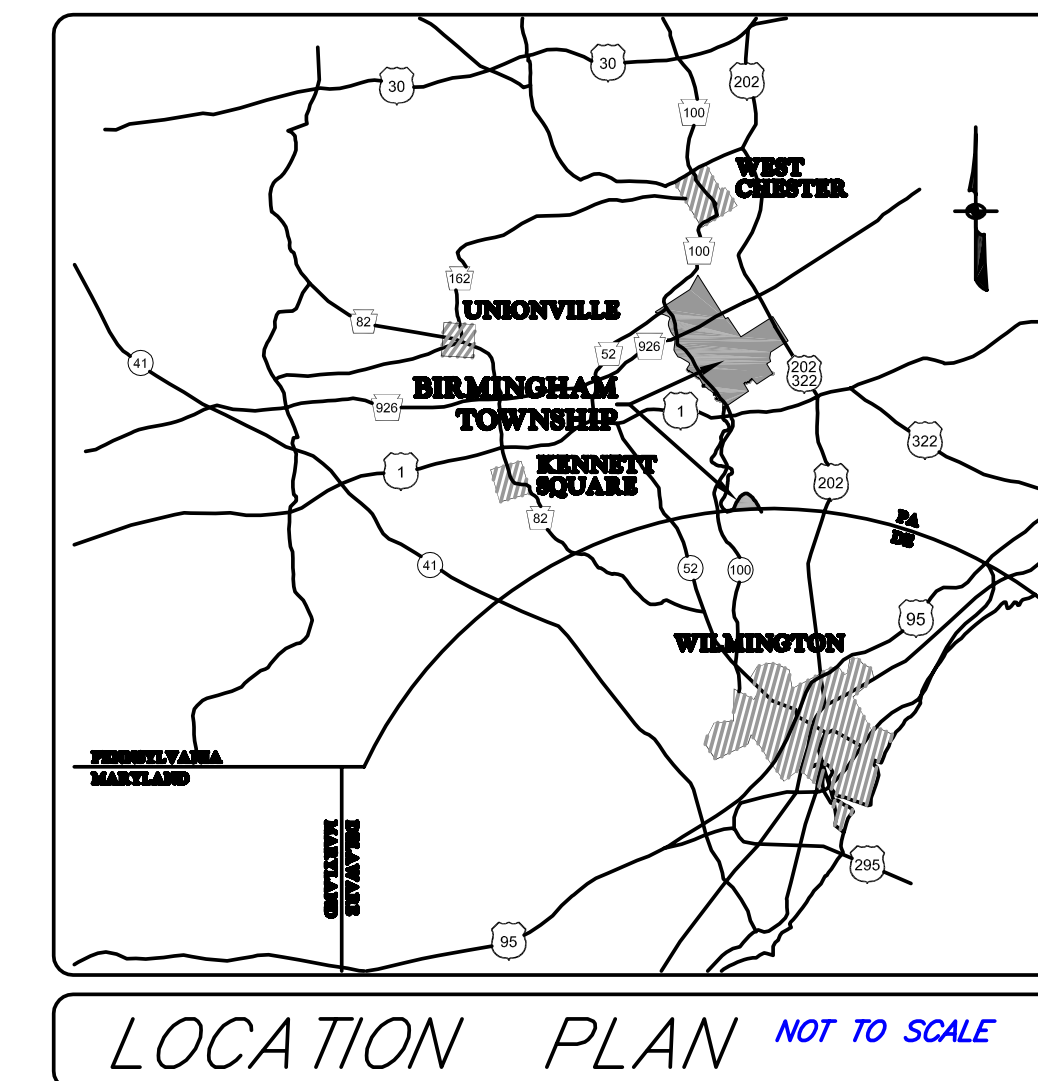 30
30
202
100
WEST
CHESTER
100
162
UNIONVILLE
82
41
52
926
202
322
BIRMINGHAM
926
TOWNSHIP
1
322
1
KENNETT
SQUARE
202
82
PA
DE
41
52
100
95
WILMINGTON
PENNSYLVANIA
MARYLAND
DELAWARE
MARYLAND
295
95
LOCATION PLAN
NOT TO SCALE